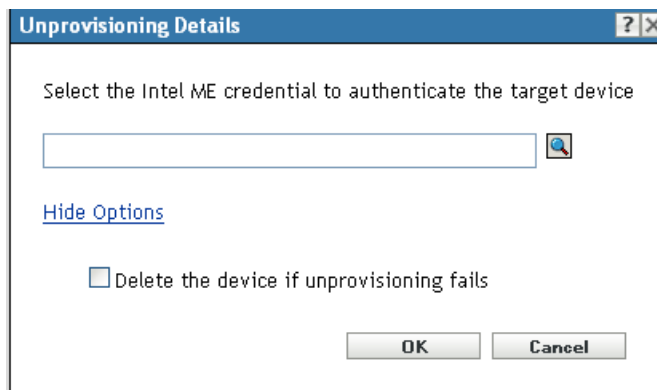 Unprovisioning Details ? X
Select the Intel ME credential to authenticate the target device
Hide Options
Delete the device if unprovisioning fails
OK Cancel